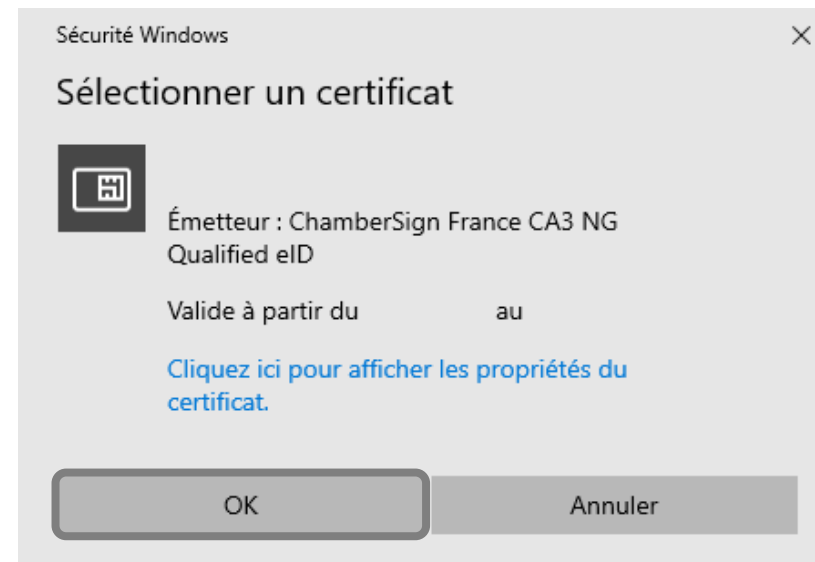 Sécurité Windows
Sélectionner un certificat
Émetteur : ChamberSign France CA3 NG
Qualified eID
Valide à partir du au
Cliquez ici pour afficher les propriétés du
certificat.
OK Annuler